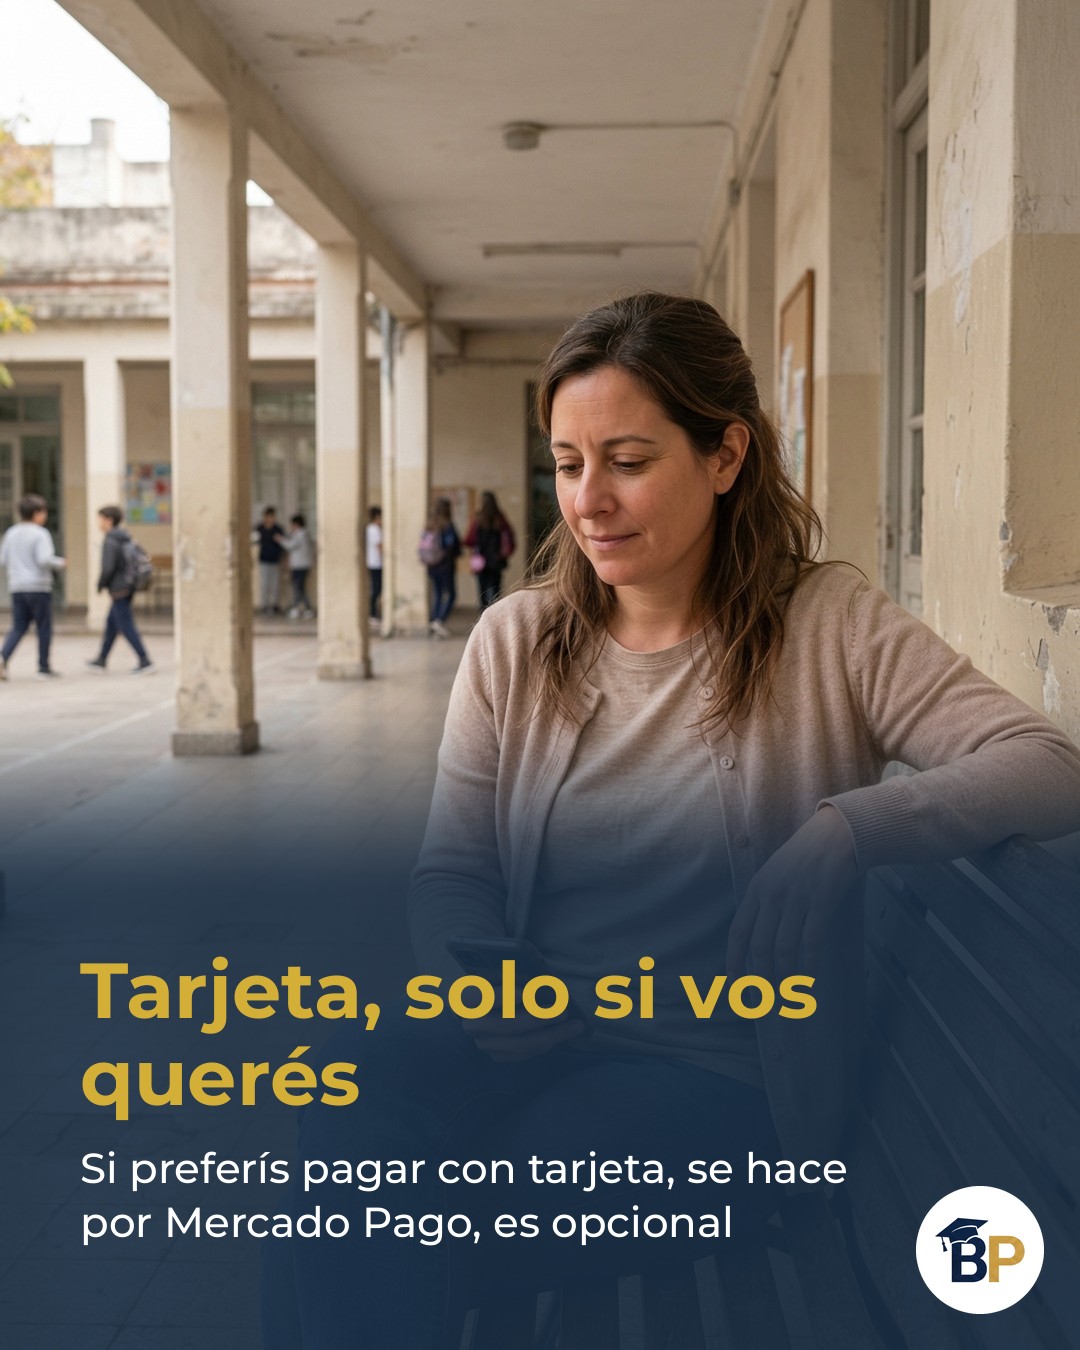 Tarjeta, solo si vos
querés
Si preferís pagar con tarjeta, se hace
por Mercado Pago, es opcional
BP